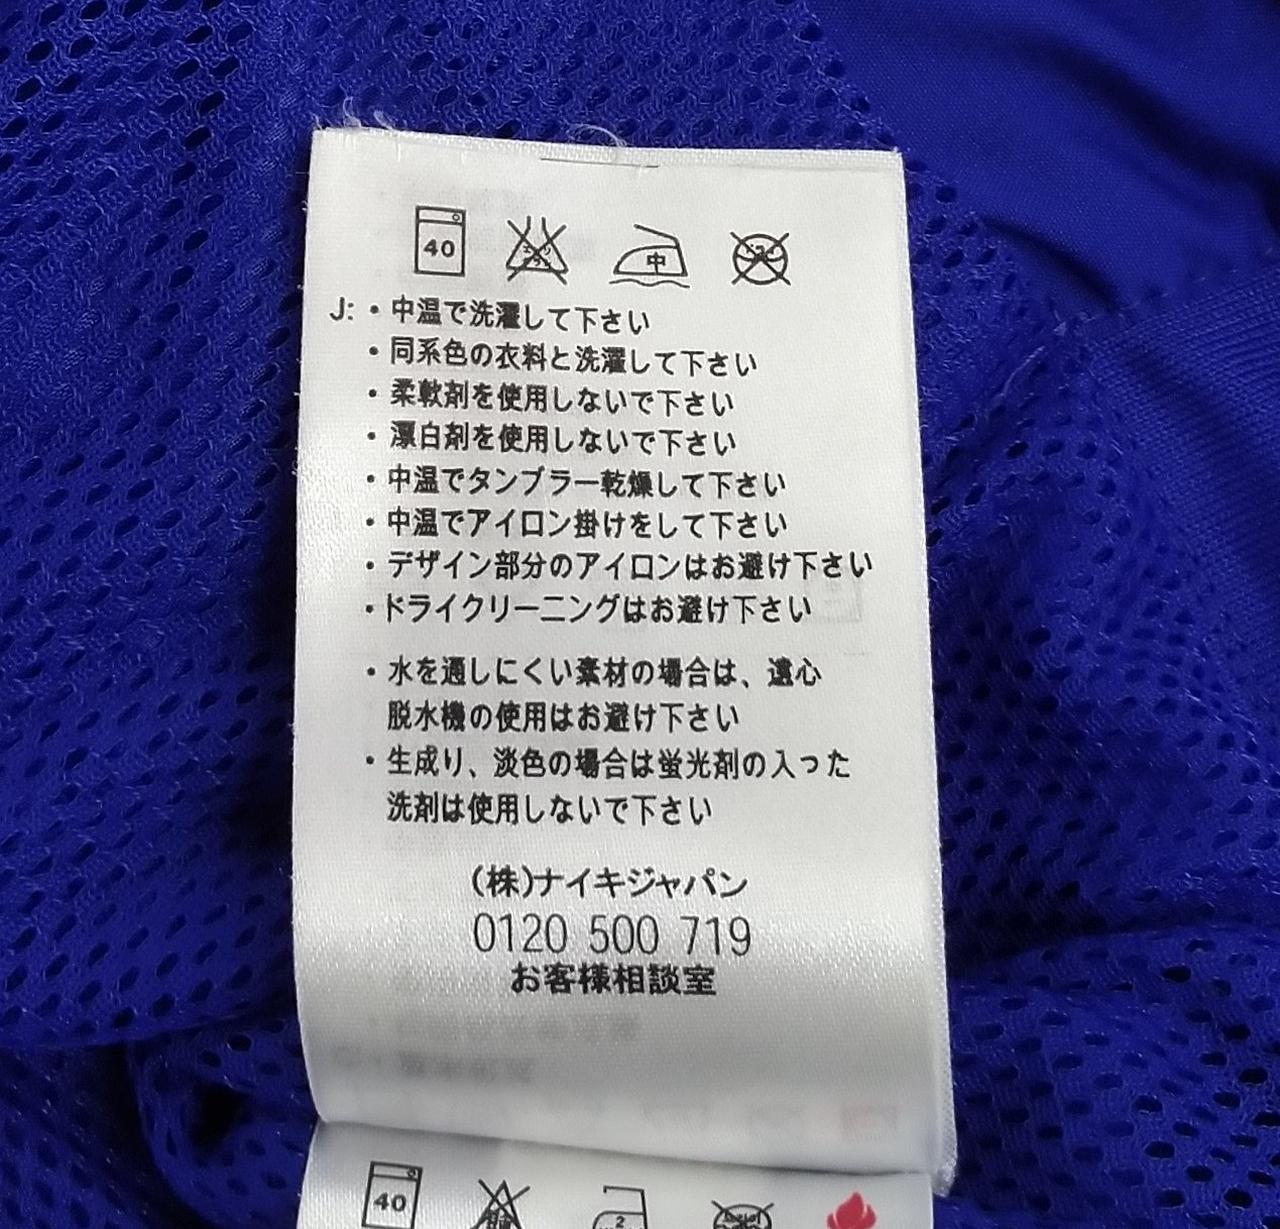 40
中
J: ・中温で洗濯して下さい
・同系色の衣料と洗濯して下さい
・柔軟剤を使用しないで下さい
・漂白剤を使用しないで下さい
・中温でタンブラー乾燥して下さい
・中温でアイロン掛けをして下さい
・デザイン部分のアイロンはお避け下さい
・ドライクリーニングはお避け下さい
・水を通しにくい素材の場合は、遠心
脱水機の使用はお避け下さい
・生成り、淡色の場合は蛍光剤の入った
洗剤は使用しないで下さい
(株)ナイキジャパン
0120 500 719
お客様相談室
40
2